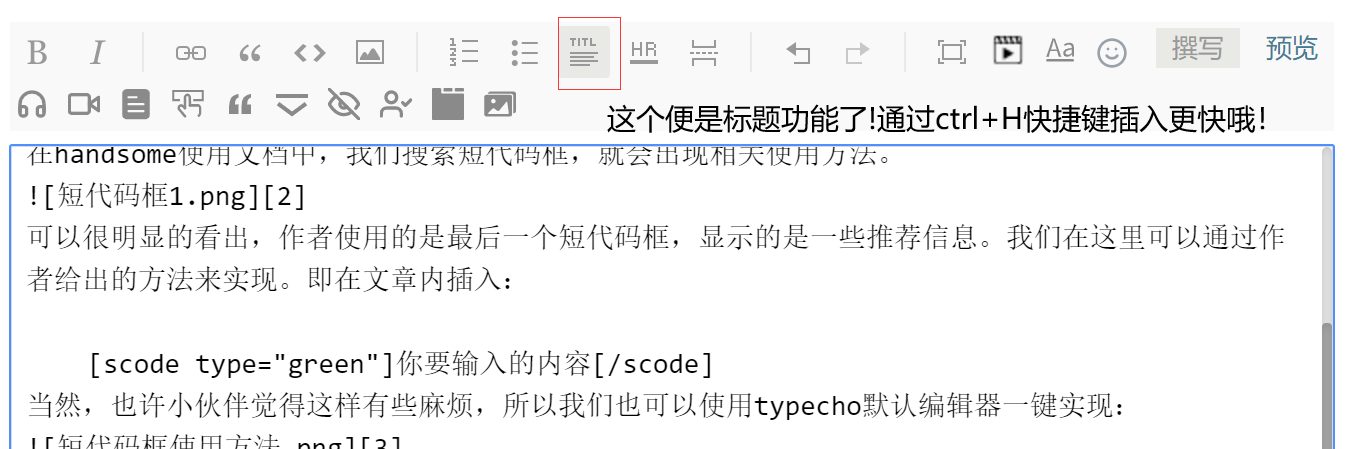 B I TITL HR Aa 撰写 预览
这个便是标题功能了!通过ctrl+H快捷键插入更快哦!
在handsome使用文档中，我们搜索短代码框，就会出现相关使用方法。
![短代码框1.png][2]
可以很明显的看出，作者使用的是最后一个短代码框，显示的是一些推荐信息。我们在这里可以通过作
者给出的方法来实现。即在文章内插入：
[scode type="green"]你要输入的内容[/scode]
当然，也许小伙伴觉得这样有些麻烦，所以我们也可以使用typecho默认编辑器一键实现：
![短代码框使用方法.png][3]